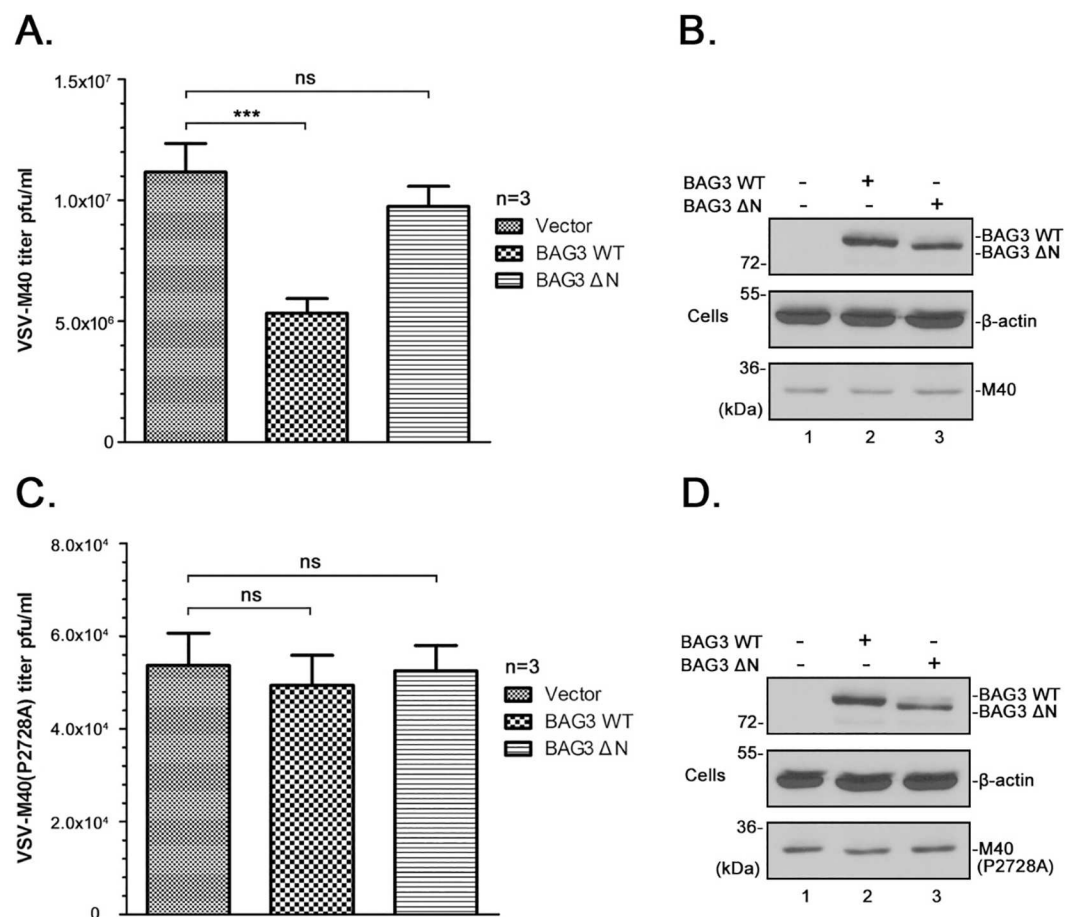 A.
VSV-M40 titer pfu/ml
1.5x10⁷
1.0x10⁷
5.0x10⁶
0
ns
***
n=3
Vector
BAG3 WT
BAG3 ΔN
B.
BAG3 WT - + -
BAG3 ΔN - - +
72-
-BAG3 WT
-BAG3 ΔN
55-
Cells
-β-actin
36-
-M40
(kDa)
1 2 3
C.
VSV-M40(P2728A) titer pfu/ml
8.0x10⁴
6.0x10⁴
4.0x10⁴
2.0x10⁴
0
ns
ns
n=3
Vector
BAG3 WT
BAG3 ΔN
D.
BAG3 WT - + -
BAG3 ΔN - - +
72-
-BAG3 WT
-BAG3 ΔN
55-
Cells
-β-actin
36-
-M40
(P2728A)
(kDa)
1 2 3